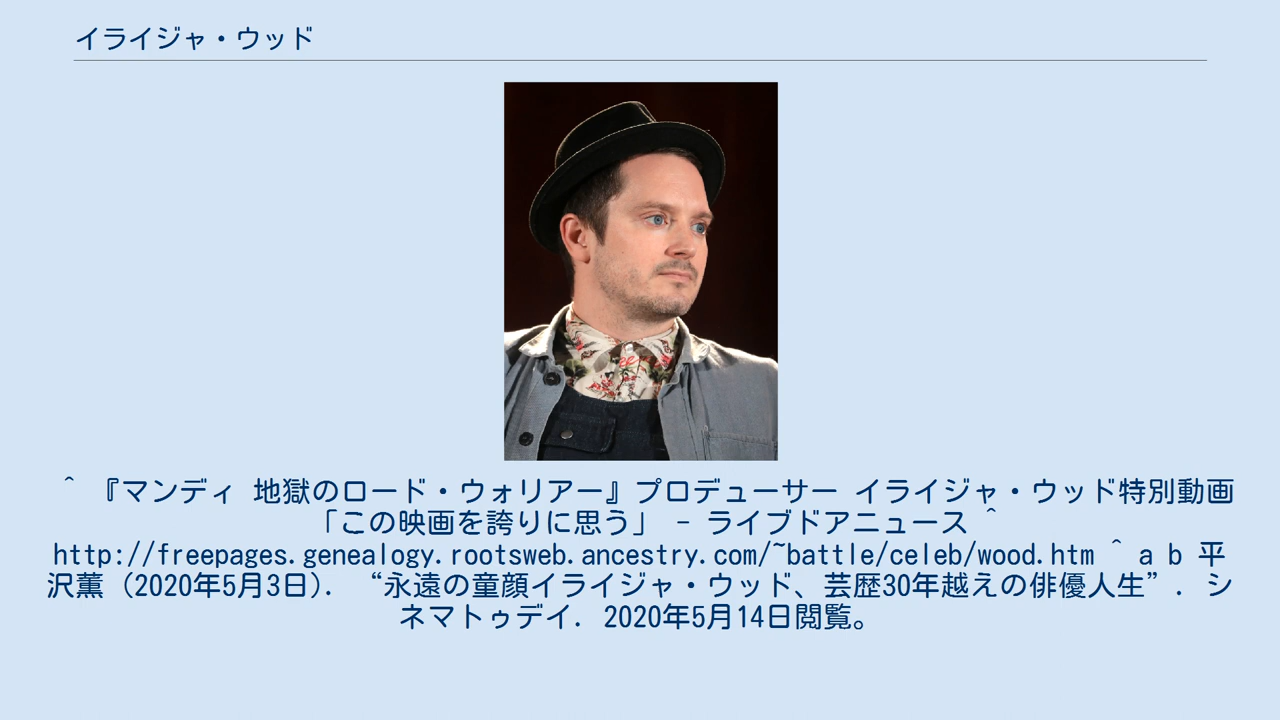 イライジャ・ウッド
^ 『マンディ 地獄のロード・ウォリアー』プロデューサー イライジャ・ウッド特別動画
「この映画を誇りに思う」 - ライブドアニュース ^
http://freepages.genealogy.rootsweb.ancestry.com/~battle/celeb/wood.htm ^ a b 平
沢薫 (2020年5月3日). “永遠の童顔イライジャ・ウッド、芸歴30年越えの俳優人生”. シ
ネマトゥデイ. 2020年5月14日閲覧。